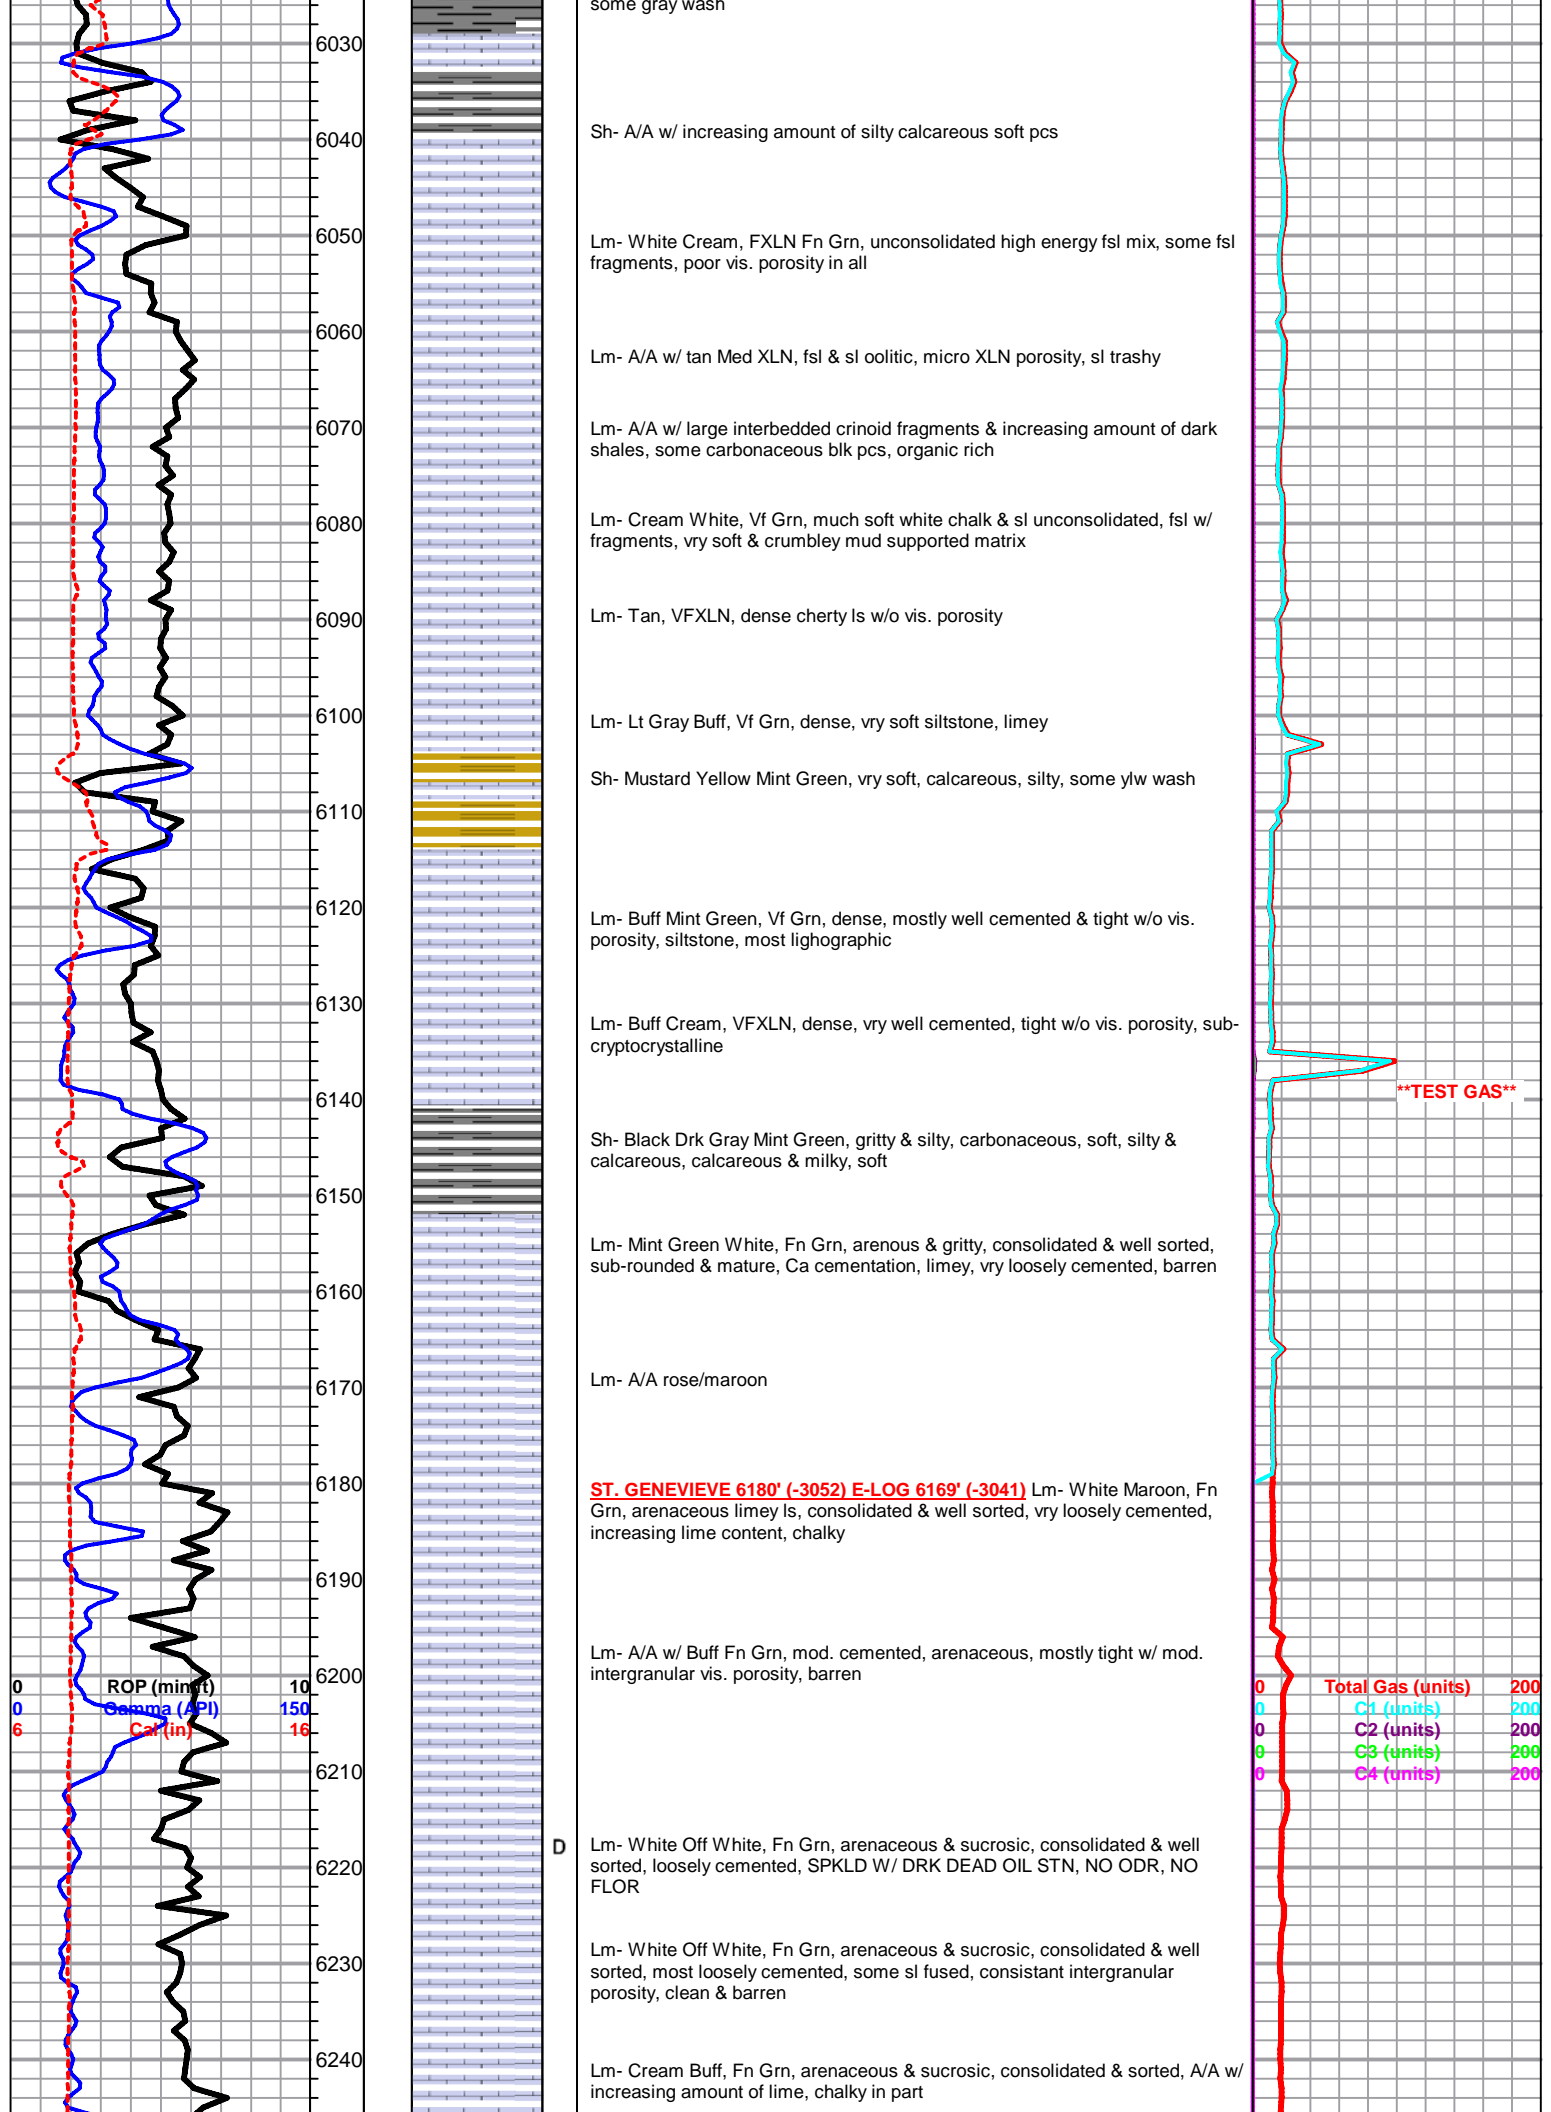 some gray wash
6030
Sh- A/A w/ increasing amount of silty calcareous soft pcs
6040
Lm- White Cream, FXLN Fn Grn, unconsolidated high energy fsl mix, some fsl
fragments, poor vis. porosity in all
6050
6060
Lm- A/A w/ tan Med XLN, fsl & sl oolitic, micro XLN porosity, sl trashy
6070
Lm- A/A w/ large interbedded crinoid fragments & increasing amount of dark
shales, some carbonaceous blk pcs, organic rich
6080
Lm- Cream White, Vf Grn, much soft white chalk & sl unconsolidated, fsl w/
fragments, vry soft & crumbley mud supported matrix
6090
Lm- Tan, VFXLN, dense cherty ls w/o vis. porosity
6100
Lm- Lt Gray Buff, Vf Grn, dense, vry soft siltstone, limey
Sh- Mustard Yellow Mint Green, vry soft, calcareous, silty, some ylw wash
6110
6120
Lm- Buff Mint Green, Vf Grn, dense, mostly well cemented & tight w/o vis.
porosity, siltstone, most lighographic
6130
Lm- Buff Cream, VFXLN, dense, vry well cemented, tight w/o vis. porosity, sub-
cryptocrystalline
**TEST GAS**
6140
Sh- Black Drk Gray Mint Green, gritty & silty, carbonaceous, soft, silty &
calcareous, calcareous & milky, soft
6150
Lm- Mint Green White, Fn Grn, arenous & gritty, consolidated & well sorted,
sub-rounded & mature, Ca cementation, limey, vry loosely cemented, barren
6160
6170
Lm- A/A rose/maroon
6180
ST. GENEVIEVE 6180' (-3052) E-LOG 6169' (-3041) Lm- White Maroon, Fn
Grn, arenaceous limey ls, consolidated & well sorted, vry loosely cemented,
increasing lime content, chalky
6190
Lm- A/A w/ Buff Fn Grn, mod. cemented, arenaceous, mostly tight w/ mod.
intergranular vis. porosity, barren
6200
0 ROP (min/ft) 10
0 Gamma (API) 150
6 Cal (in) 16
0 Total Gas (units) 200
0 C1 (units) 200
0 C2 (units) 200
0 C3 (units) 200
0 C4 (units) 200
6210
D
Lm- White Off White, Fn Grn, arenaceous & sucrosic, consolidated & well
sorted, loosely cemented, SPKLD W/ DRK DEAD OIL STN, NO ODR, NO
FLOR
6220
Lm- White Off White, Fn Grn, arenaceous & sucrosic, consolidated & well
sorted, most loosely cemented, some sl fused, consistant intergranular
porosity, clean & barren
6230
6240
Lm- Cream Buff, Fn Grn, arenaceous & sucrosic, consolidated & sorted, A/A w/
increasing amount of lime, chalky in part